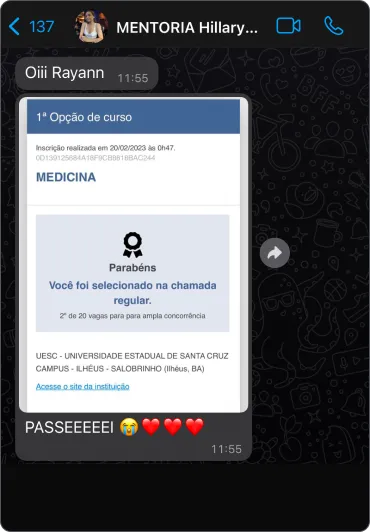 137
MENTORIA Hillary...
Oiii Rayann
11:55
1ª Opção de curso
Inscrição realizada em 20/02/2023 às 0h47.
0D139125684A18F9CB9818BAC244
MEDICINA
Parabéns
Você foi selecionado na chamada
regular.
2º de 20 vagas para para ampla concorrência
UESC - UNIVERSIDADE ESTADUAL DE SANTA CRUZ
CAMPUS - ILHÉUS - SALOBRINHO (Ilhéus, BA)
Acesse o site da instituição
PASSEEEEEI 😭❤️❤️❤️
11:55